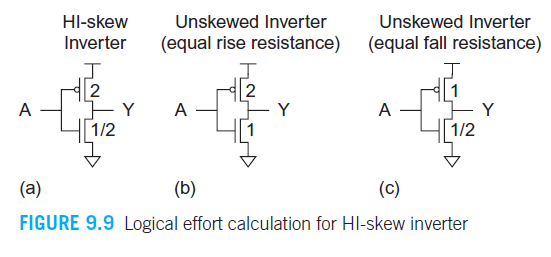 HI-skew Inverter
Unskewed Inverter (equal rise resistance)
Unskewed Inverter (equal fall resistance)
A 2 1/2 Y
A 2 1 Y
A 1 1/2 Y
(a)
(b)
(c)
FIGURE 9.9 Logical effort calculation for HI-skew inverter